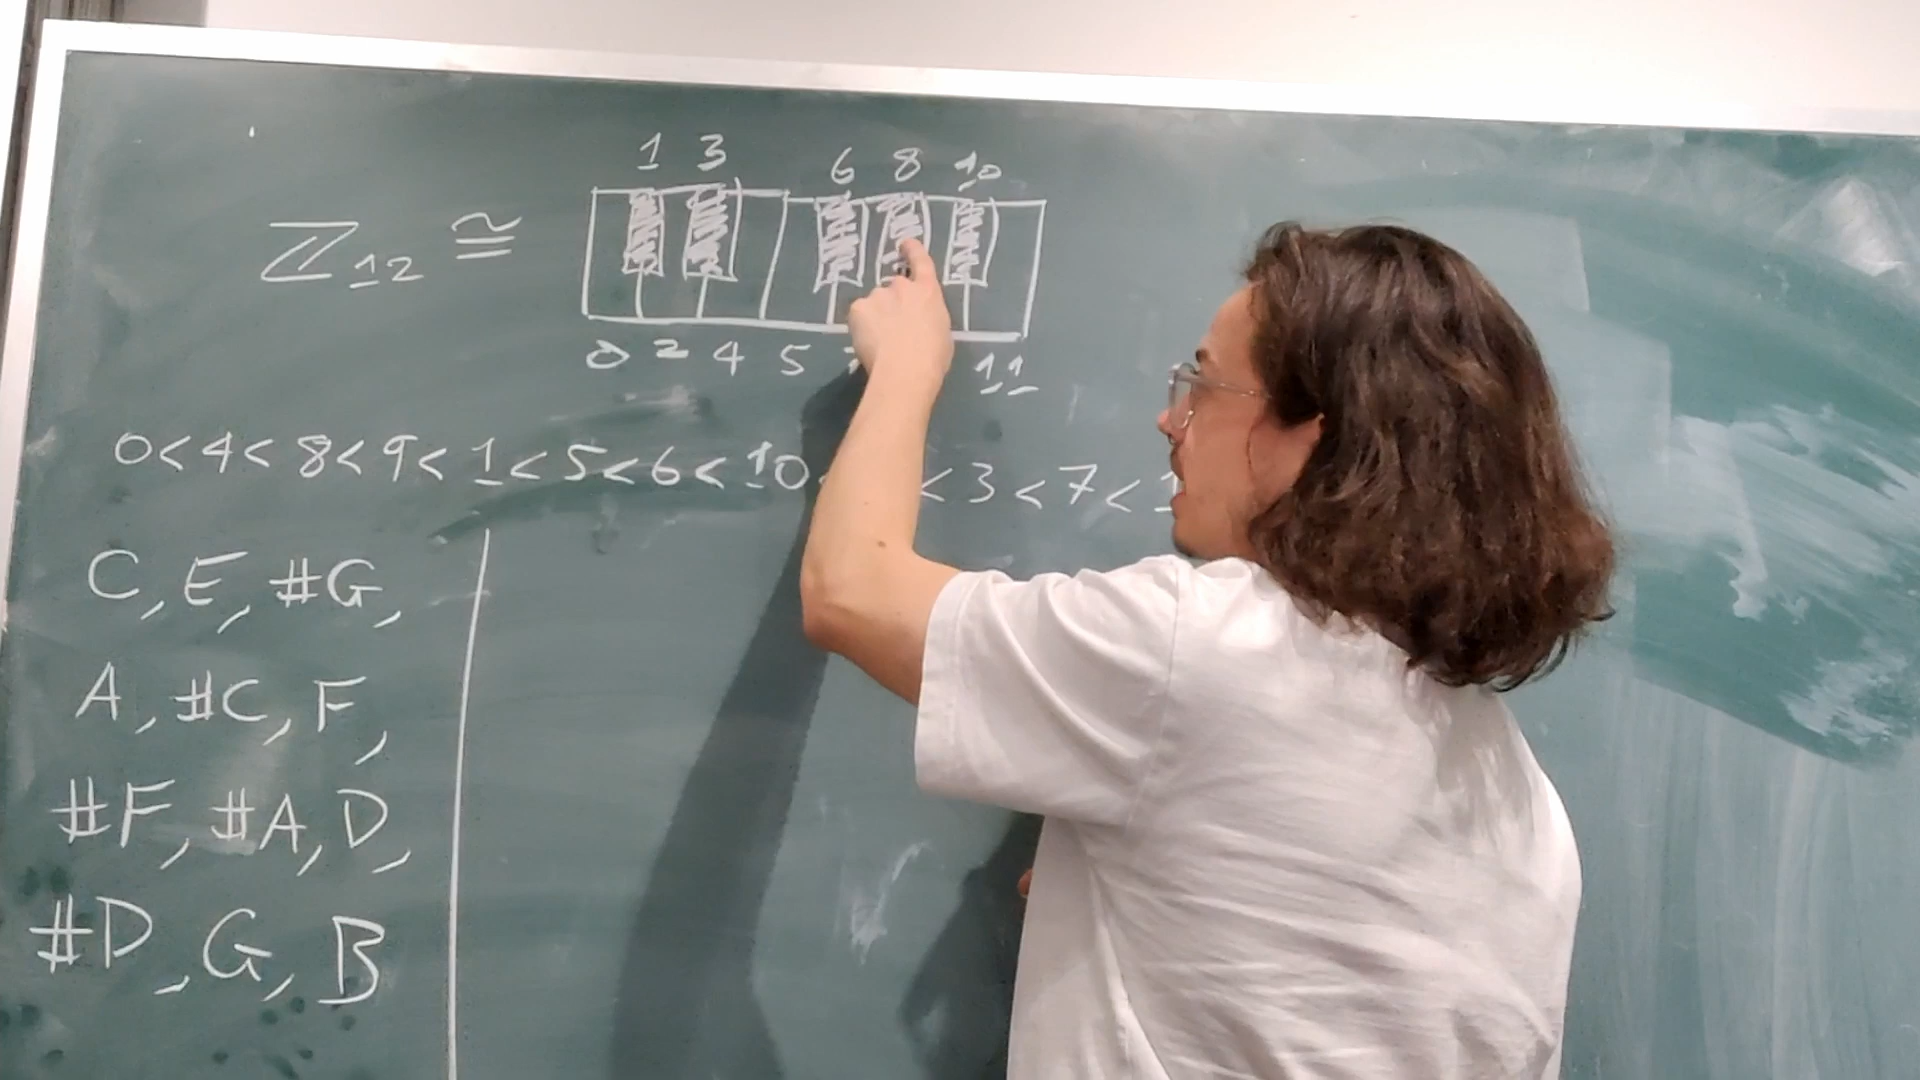 1 3 6 8 10
ℤ₁₂ ≅
0 2 4 5 11
0<4<8<9<1<5<6<10 <3<7<
C, E, #G,
A, #C, F,
#F, #A, D,
#D, G, B